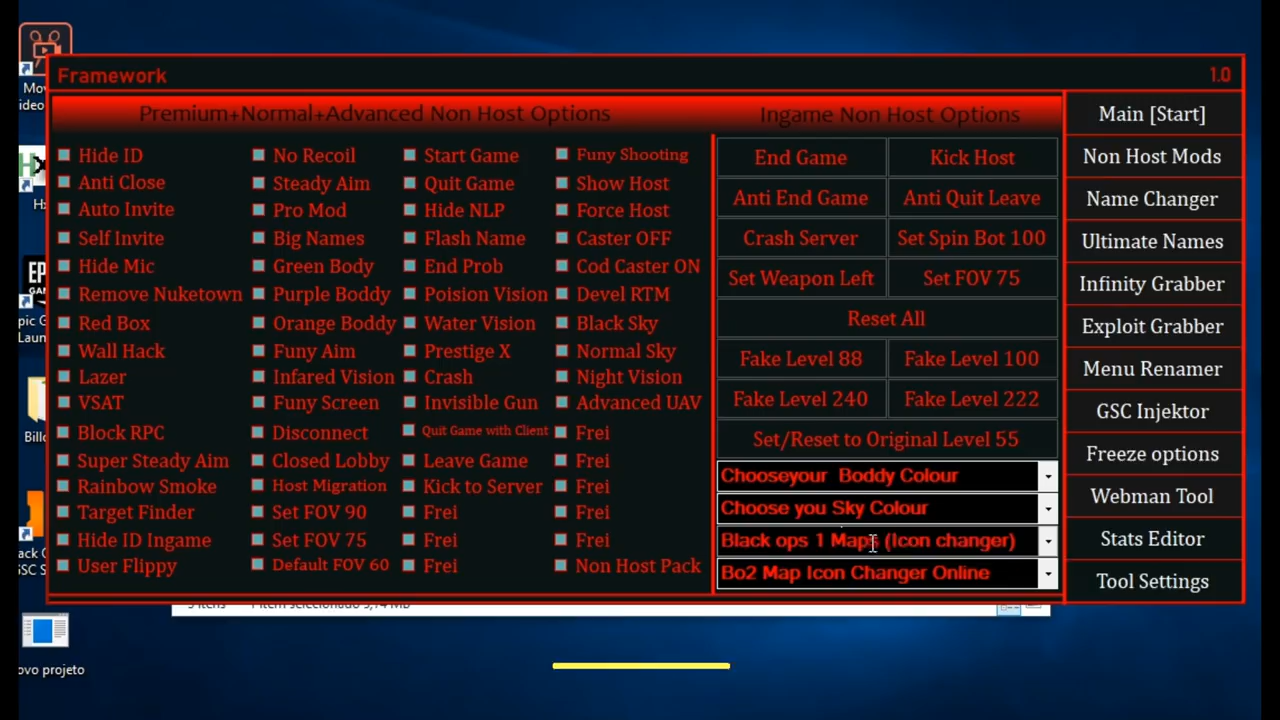 Framework
1.0
Premium+Normal+Advanced Non Host Options
Ingame Non Host Options
Hide ID
Anti Close
Auto Invite
Self Invite
Hide Mic
Remove Nuketown
Red Box
Wall Hack
Lazer
VSAT
Block RPC
Super Steady Aim
Rainbow Smoke
Target Finder
Hide ID Ingame
User Flippy
No Recoil
Steady Aim
Pro Mod
Big Names
Green Body
Purple Boddy
Orange Boddy
Funy Aim
Infared Vision
Funy Screen
Disconnect
Closed Lobby
Host Migration
Set FOV 90
Set FOV 75
Default FOV 60
Start Game
Quit Game
Hide NLP
Flash Name
End Prob
Poision Vision
Water Vision
Prestige X
Crash
Invisible Gun
Quit Game with Client
Leave Game
Kick to Server
Frei
Frei
Frei
Funy Shooting
Show Host
Force Host
Caster OFF
Cod Caster ON
Devel RTM
Black Sky
Normal Sky
Night Vision
Advanced UAV
Frei
Frei
Frei
Frei
Frei
Non Host Pack
End Game
Kick Host
Anti End Game
Anti Quit Leave
Crash Server
Set Spin Bot 100
Set Weapon Left
Set FOV 75
Reset All
Fake Level 88
Fake Level 100
Fake Level 240
Fake Level 222
Set/Reset to Original Level 55
Chooseyour Boddy Colour
Choose you Sky Colour
Black ops 1 Maps (Icon changer)
Bo2 Map Icon Changer Online
Main [Start]
Non Host Mods
Name Changer
Ultimate Names
Infinity Grabber
Exploit Grabber
Menu Renamer
GSC Injektor
Freeze options
Webman Tool
Stats Editor
Tool Settings
ovo projeto